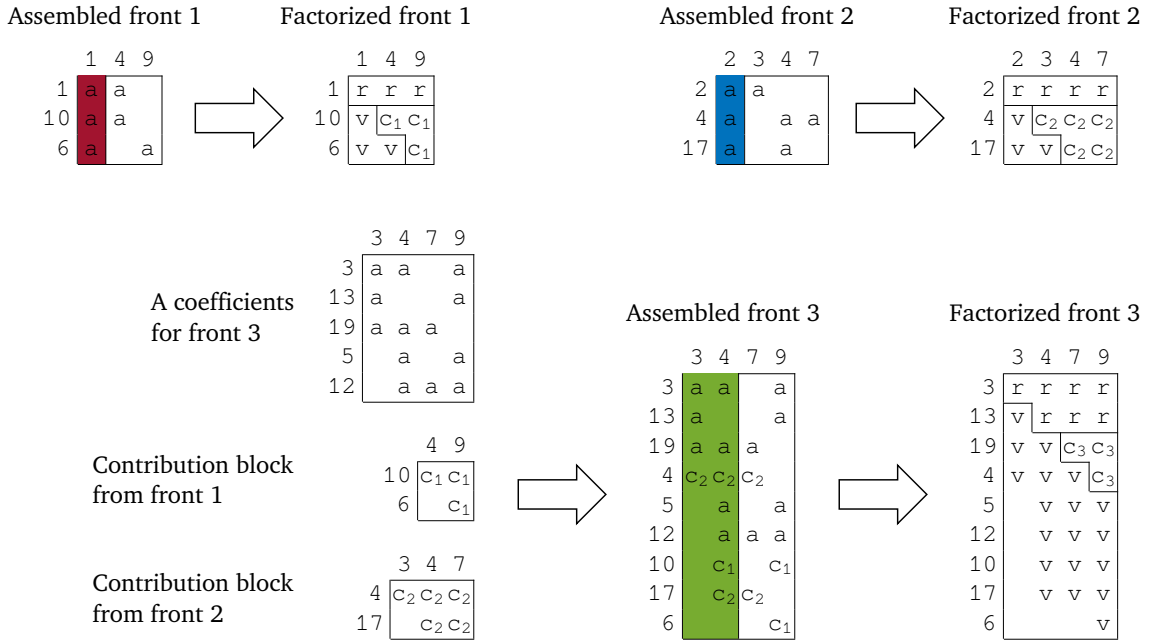 Assembled front 1
Factorized front 1
Assembled front 2
Factorized front 2
1 4 9
1 a a
10 a a
6 a a
1 4 9
1 r r r
10 v c₁ c₁
6 v v c₁
2 3 4 7
2 a a
4 a a a
17 a a
2 3 4 7
2 r r r r
4 v c₂ c₂ c₂
17 v v c₂ c₂
A coefficients
for front 3
3 4 7 9
3 a a a
13 a a
19 a a a
5 a a
12 a a a
Contribution block
from front 1
4 9
10 c₁ c₁
6 c₁
Contribution block
from front 2
3 4 7
4 c₂ c₂ c₂
17 c₂ c₂
Assembled front 3
3 4 7 9
3 a a a
13 a a
19 a a a
4 c₂ c₂ c₂
5 a a
12 a a a
10 c₁ c₁
17 c₂ c₂
6 c₁
Factorized front 3
3 4 7 9
3 r r r r
13 v r r r
19 v v c₃ c₃
4 v v v c₃
5 v v v
12 v v v
10 v v v
17 v v v
6 v